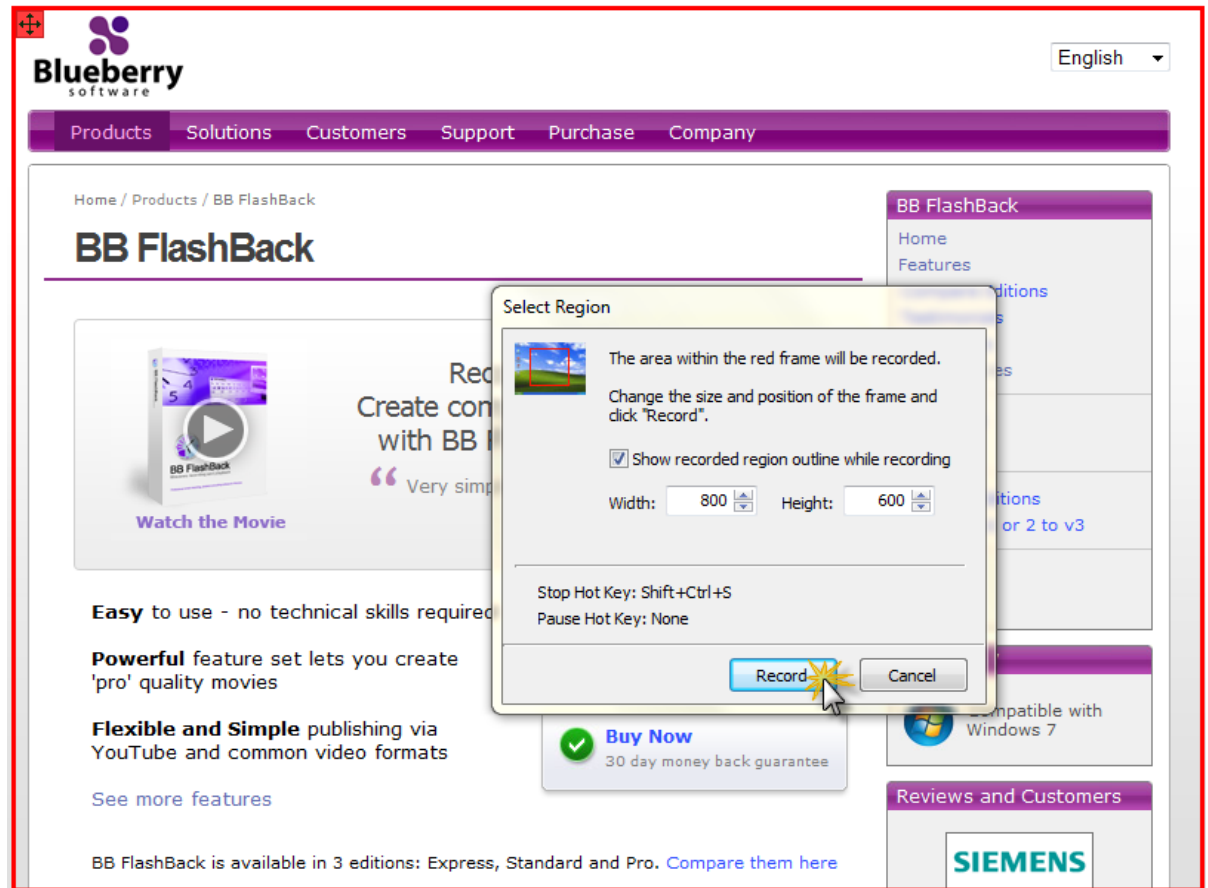 Blueberry
software
English
Products Solutions Customers Support Purchase Company
Home / Products / BB FlashBack
BB FlashBack
BB FlashBack
Home
Features
ditions
Select Region
The area within the red frame will be recorded.
Change the size and position of the frame and
click "Record".
Show recorded region outline while recording
Width: 800 Height: 600
Stop Hot Key: Shift+Ctrl+S
Pause Hot Key: None
Record Cancel
5 4
BB FlashBack
Watch the Movie
Rec
Create con
with BB
“ Very simp
itions
or 2 to v3
Easy to use - no technical skills required
Powerful feature set lets you create
'pro' quality movies
Flexible and Simple publishing via
YouTube and common video formats
See more features
Buy Now
30 day money back guarantee
Compatible with
Windows 7
Reviews and Customers
SIEMENS
BB FlashBack is available in 3 editions: Express, Standard and Pro. Compare them here